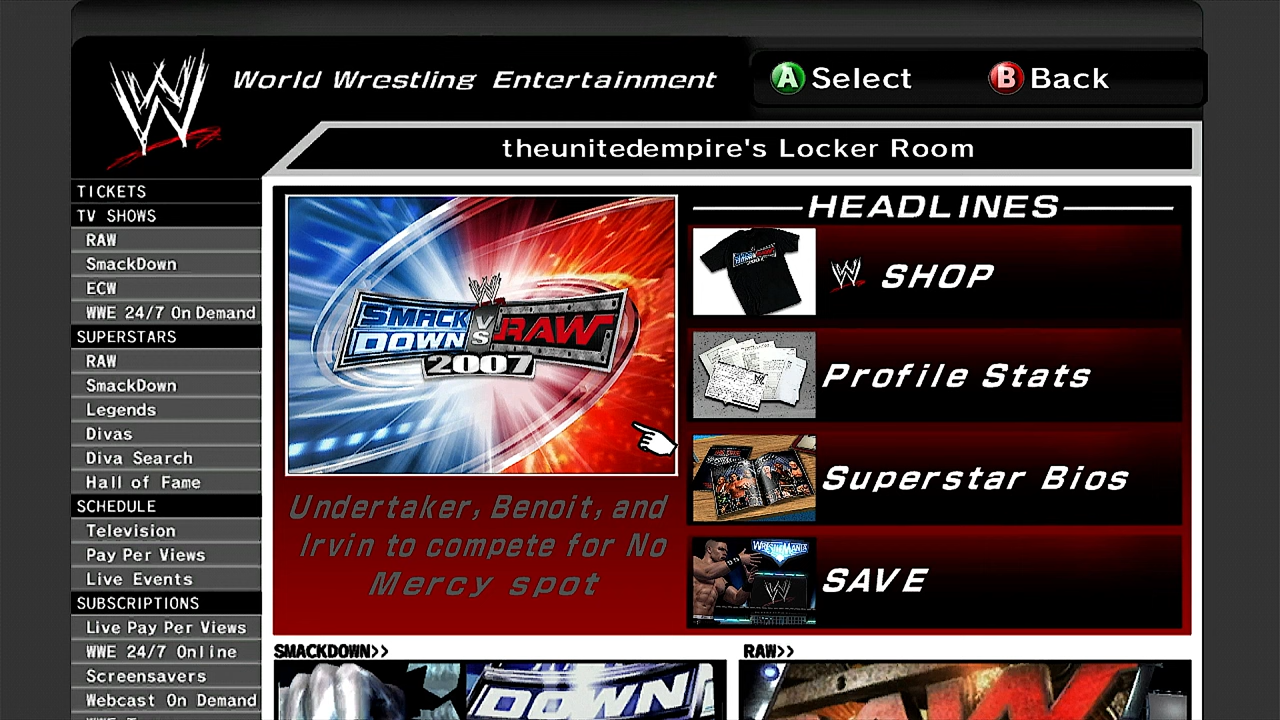 World Wrestling Entertainment
A Select
B Back
theunitedempire's Locker Room
TICKETS
TV SHOWS
RAW
SmackDown
ECW
WWE 24/7 On Demand
SUPERSTARS
RAW
SmackDown
Legends
Divas
Diva Search
Hall of Fame
SCHEDULE
Television
Pay Per Views
Live Events
SUBSCRIPTIONS
Live Pay Per Views
WWE 24/7 Online
Screensavers
Webcast On Demand
SMACK
DOWN
VS
RAW
2007
Undertaker, Benoit, and
Irvin to compete for No
Mercy spot
HEADLINES
SHOP
Profile Stats
Superstar Bios
WRESTLEMANIA
SAVE
SMACKDOWN>>
DOWN
RAW>>
RAW